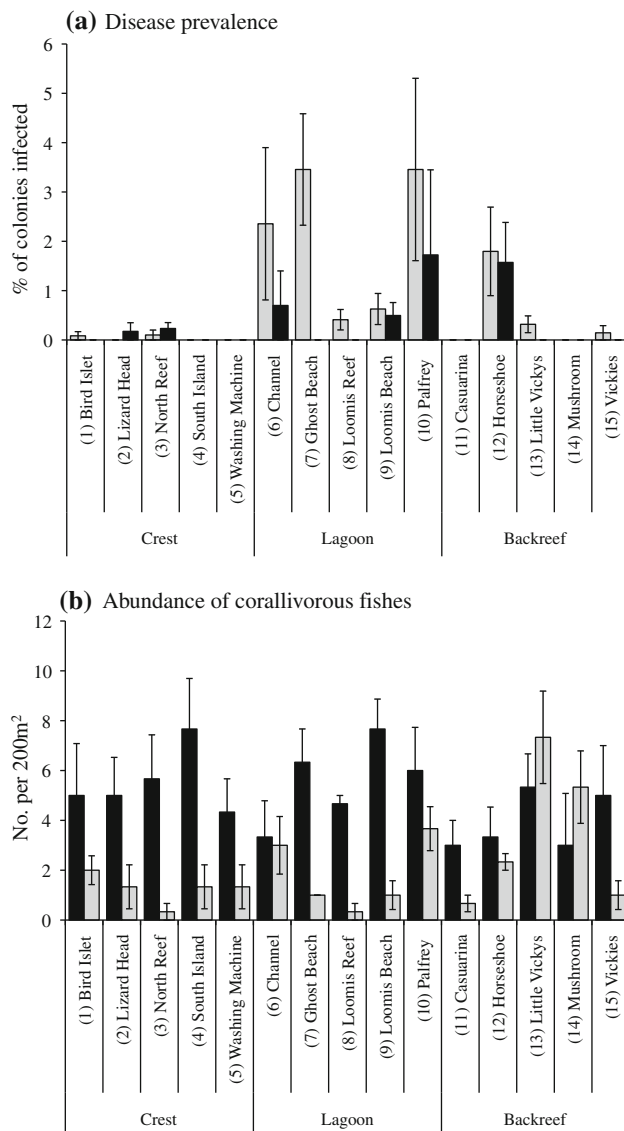 (a) Disease prevalence
% of colonies infected
6
5
4
3
2
1
0
(1) Bird Islet
(2) Lizard Head
(3) North Reef
(4) South Island
(5) Washing Machine
(6) Channel
(7) Ghost Beach
(8) Loomis Reef
(9) Loomis Beach
(10) Palfrey
(11) Casuarina
(12) Horseshoe
(13) Little Vickys
(14) Mushroom
(15) Vickies
Crest
Lagoon
Backreef
(b) Abundance of corallivorous fishes
No. per 200m²
12
10
8
6
4
2
0
(1) Bird Islet
(2) Lizard Head
(3) North Reef
(4) South Island
(5) Washing Machine
(6) Channel
(7) Ghost Beach
(8) Loomis Reef
(9) Loomis Beach
(10) Palfrey
(11) Casuarina
(12) Horseshoe
(13) Little Vickys
(14) Mushroom
(15) Vickies
Crest
Lagoon
Backreef